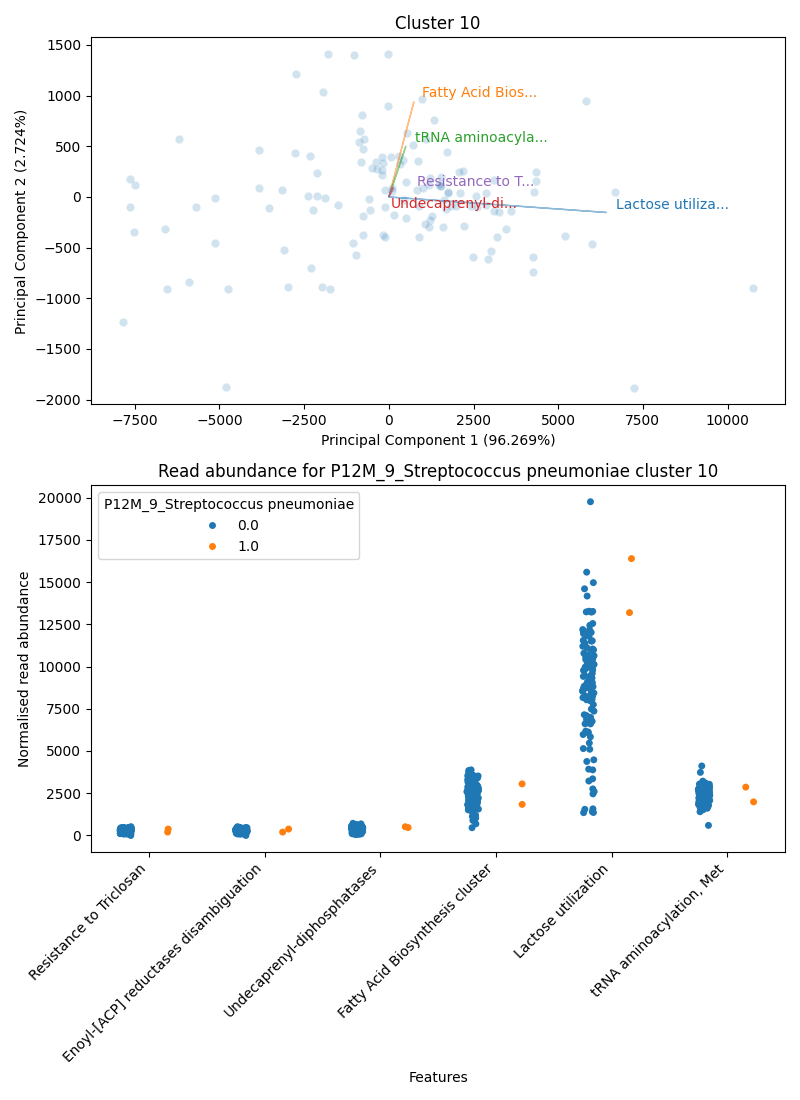 Cluster 10
Principal Component 2 (2.724%)
1500
1000
500
0
−500
−1000
−1500
−2000
Fatty Acid Bios...
tRNA aminoacyla...
Resistance to T...
Undecaprenyl-di...
Lactose utiliza...
−7500
−5000
−2500
0
2500
5000
7500
10000
Principal Component 1 (96.269%)
Read abundance for P12M_9_Streptococcus pneumoniae cluster 10
Normalised read abundance
20000
17500
15000
12500
10000
7500
5000
2500
0
P12M_9_Streptococcus pneumoniae
0.0
1.0
Resistance to Triclosan
Enoyl-[ACP] reductases disambiguation
Undecaprenyl-diphosphatases
Fatty Acid Biosynthesis cluster
Lactose utilization
tRNA aminoacylation, Met
Features